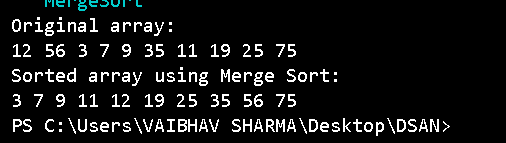 MergeSort
Original array:
12 56 3 7 9 35 11 19 25 75
Sorted array using Merge Sort:
3 7 9 11 12 19 25 35 56 75
PS C:\Users\VAIBHAV SHARMA\Desktop\DSAN>